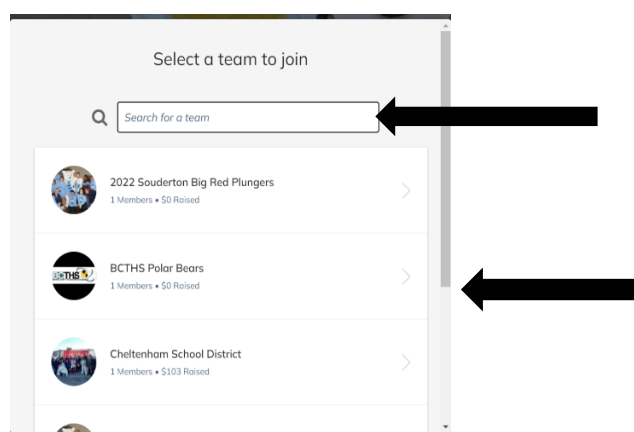 Select a team to join
Search for a team
2022 Souderton Big Red Plungers
1 Members • $0 Raised
BCTHS
BCTHS Polar Bears
1 Members • $0 Raised
Cheltenham School District
1 Members • $103 Raised